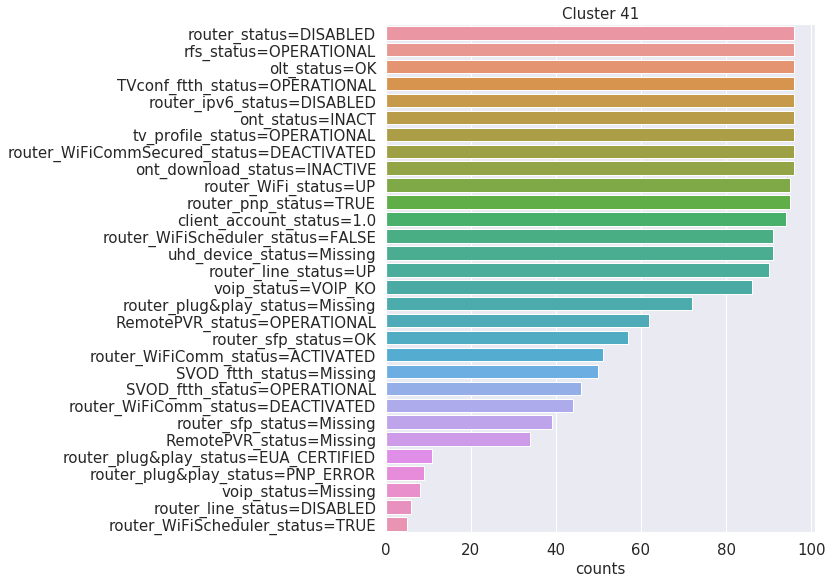 Cluster 41
router_status=DISABLED
rfs_status=OPERATIONAL
olt_status=OK
TVconf_ftth_status=OPERATIONAL
router_ipv6_status=DISABLED
ont_status=INACT
tv_profile_status=OPERATIONAL
router_WiFiCommSecured_status=DEACTIVATED
ont_download_status=INACTIVE
router_WiFi_status=UP
router_pnp_status=TRUE
client_account_status=1.0
router_WiFiScheduler_status=FALSE
uhd_device_status=Missing
router_line_status=UP
voip_status=VOIP_KO
router_plug&play_status=Missing
RemotePVR_status=OPERATIONAL
router_sfp_status=OK
router_WiFiComm_status=ACTIVATED
SVOD_ftth_status=Missing
SVOD_ftth_status=OPERATIONAL
router_WiFiComm_status=DEACTIVATED
router_sfp_status=Missing
RemotePVR_status=Missing
router_plug&play_status=EUA_CERTIFIED
router_plug&play_status=PNP_ERROR
voip_status=Missing
router_line_status=DISABLED
router_WiFiScheduler_status=TRUE
0 20 40 60 80 100
counts